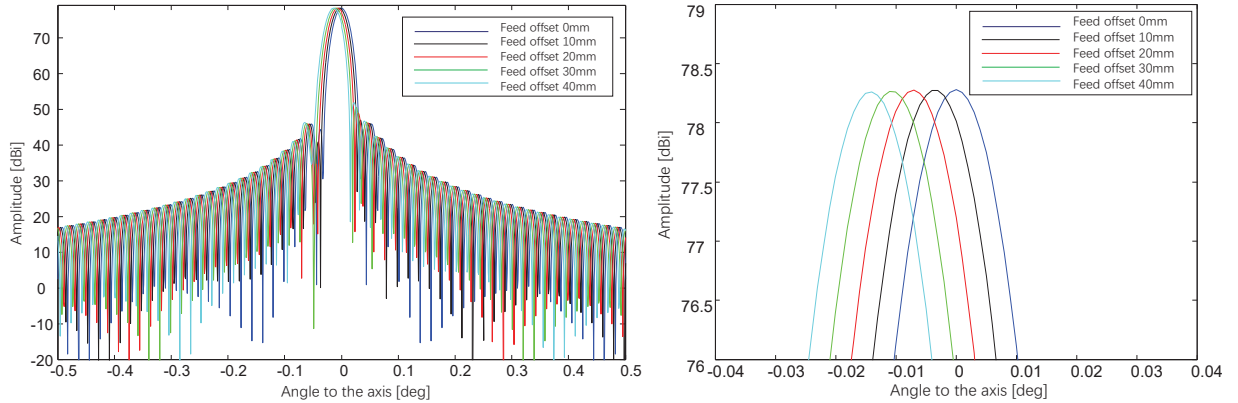 70
60
50
40
30
20
10
0
-10
-20
-0.5 -0.4 -0.3 -0.2 -0.1 0 0.1 0.2 0.3 0.4 0.5
Amplitude [dBi]
Angle to the axis [deg]
Feed offset 0mm
Feed offset 10mm
Feed offset 20mm
Feed offset 30mm
Feed offset 40mm
79
78.5
78
77.5
77
76.5
76
-0.04 -0.03 -0.02 -0.01 0 0.01 0.02 0.03 0.04
Amplitude [dBi]
Angle to the axis [deg]
Feed offset 0mm
Feed offset 10mm
Feed offset 20mm
Feed offset 30mm
Feed offset 40mm